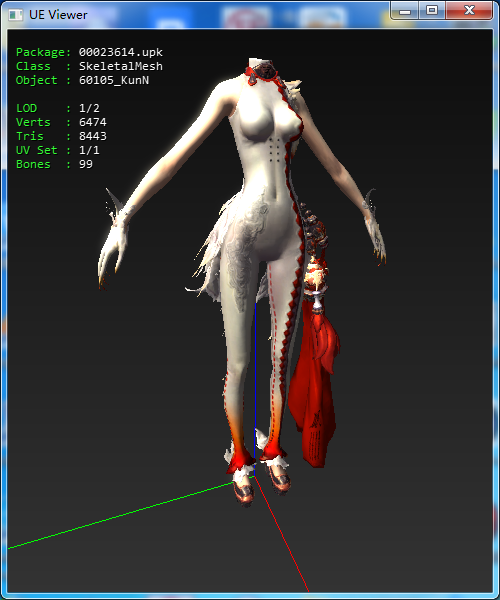 UE Viewer
Package: 00023614.upk
Class : SkeletalMesh
Object : 60105_KunN
LOD : 1/2
Verts : 6474
Tris : 8443
UV Set : 1/1
Bones : 99